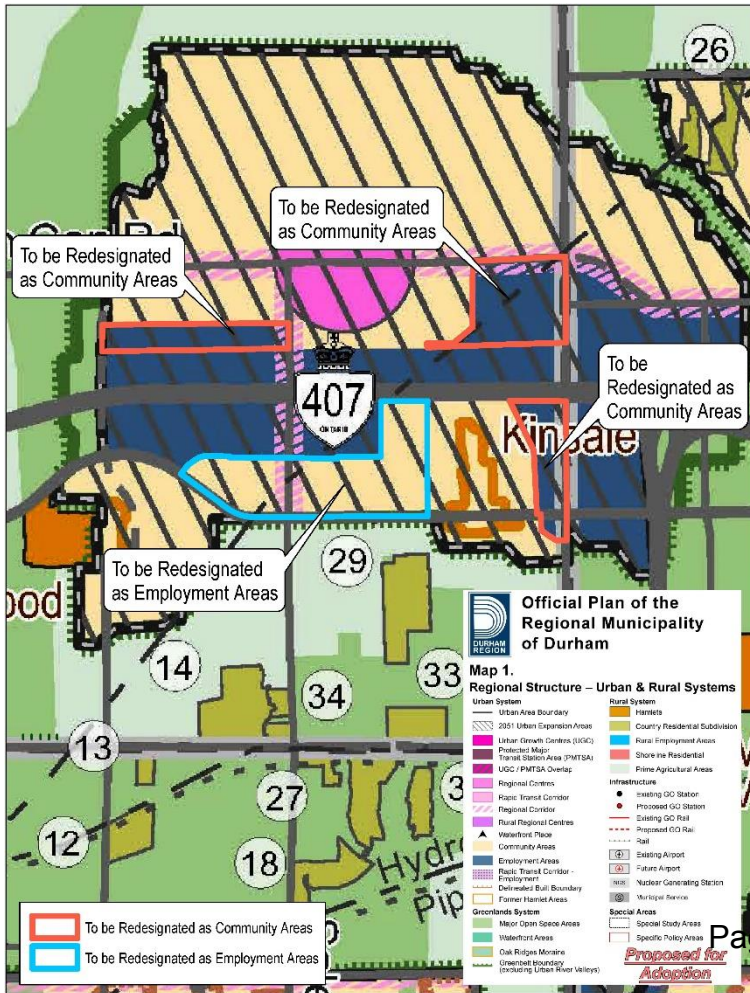 26
To be Redesignated
as Community Areas
To be Redesignated
as Community Areas
407
ONTARIO
To be
Redesignated as
Community Areas
Kinsale
To be Redesignated
as Employment Areas
29
14
34
33
13
27
12
18
Hydro
DURHAM
REGION
Official Plan of the
Regional Municipality
of Durham
Map 1.
Regional Structure – Urban & Rural Systems
Urban System
Urban Area Boundary
2051 Urban Expansion Areas
Urban Growth Centres (UGC)
Protected Major
Transit Station Area (PMTSA)
UGC / PMTSA Overlap
Regional Centres
Rapid Transit Corridor
Regional Corridor
Rural Regional Centres
Waterfront Place
Community Areas
Employment Areas
Rapid Transit Corridor -
Employment
Delineated Built Boundary
Former Hamlet Areas
Greenlands System
Major Open Space Areas
Waterfront Areas
Oak Ridges Moraine
Greenbelt Boundary
(excluding Urban River Valleys)
Rural System
Hamlets
Country Residential Subdivision
Rural Employment Areas
Shoreline Residential
Prime Agricultural Areas
Infrastructure
Existing GO Station
Proposed GO Station
Existing GO Rail
Proposed GO Rail
Rail
Existing Airport
Future Airport
NGS
Nuclear Generating Station
Municipal Service
Special Areas
Special Study Areas
Specific Policy Areas
Proposed for
Adoption
To be Redesignated as Community Areas
To be Redesignated as Employment Areas